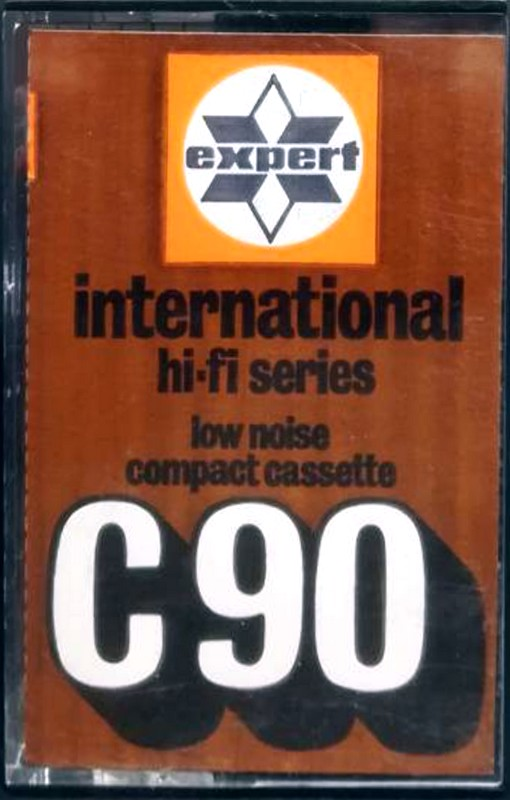 expert
international
hi-fi series
low noise
compact cassette
C90